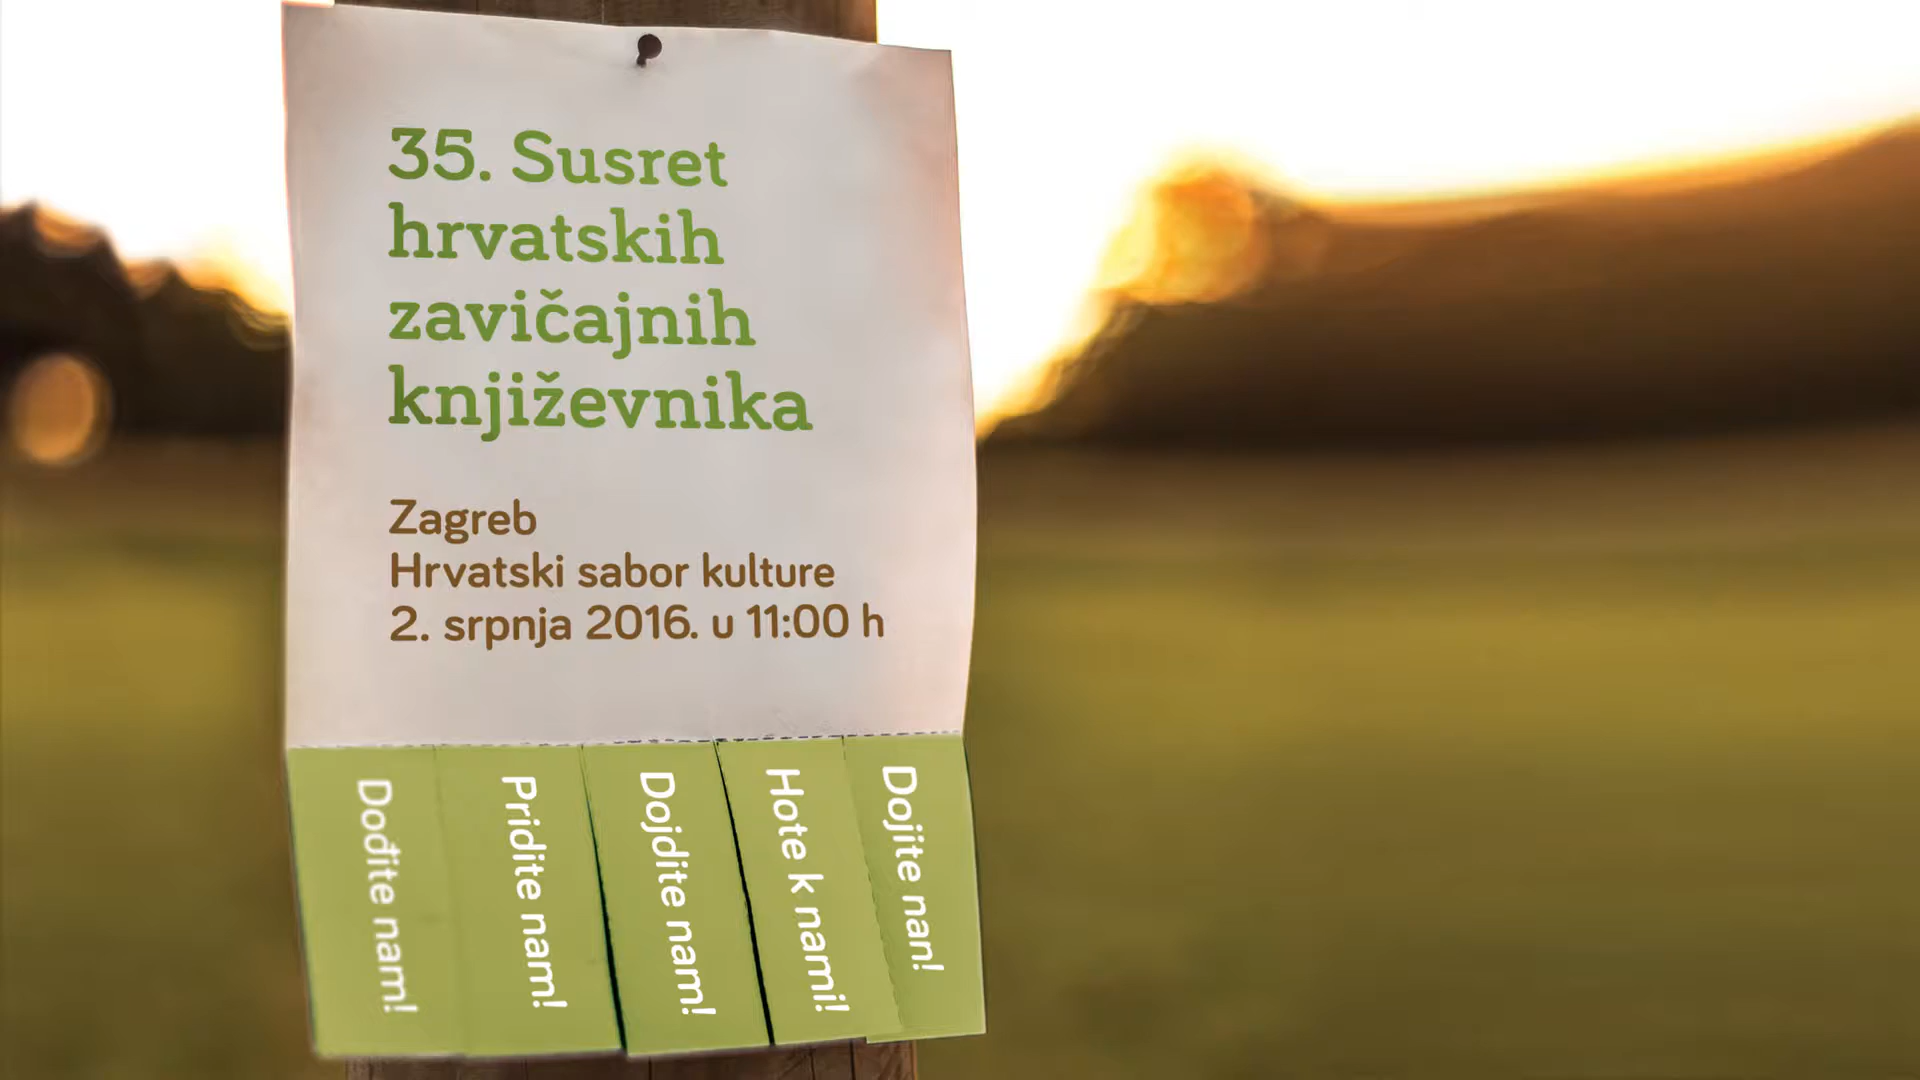 35. Susret
hrvatskih
zavičajnih
književnika
Zagreb
Hrvatski sabor kulture
2. srpnja 2016. u 11:00 h
Dođite nam!
Pridite nam!
Dojdite nam!
Hote k nami!
Dojite nan!